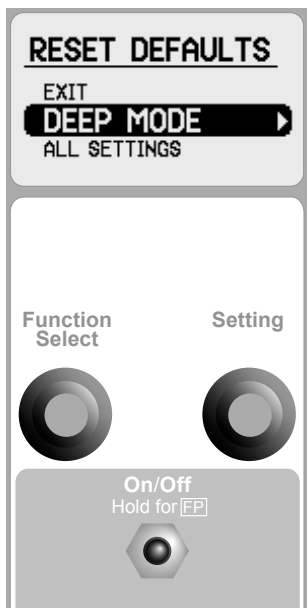 RESET DEFAULTS
EXIT
DEEP MODE
ALL SETTINGS
Function
Select
Setting
On/Off
Hold for FP